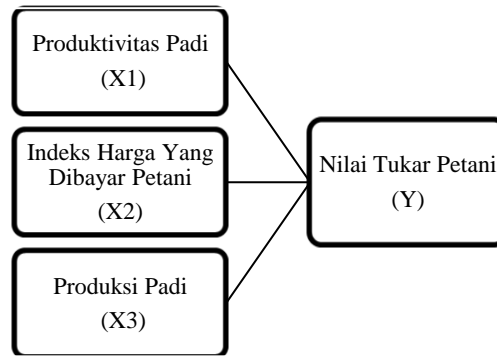 Produktivitas Padi
(X1)
Indeks Harga Yang
Dibayar Petani
(X2)
Produksi Padi
(X3)
Nilai Tukar Petani
(Y)